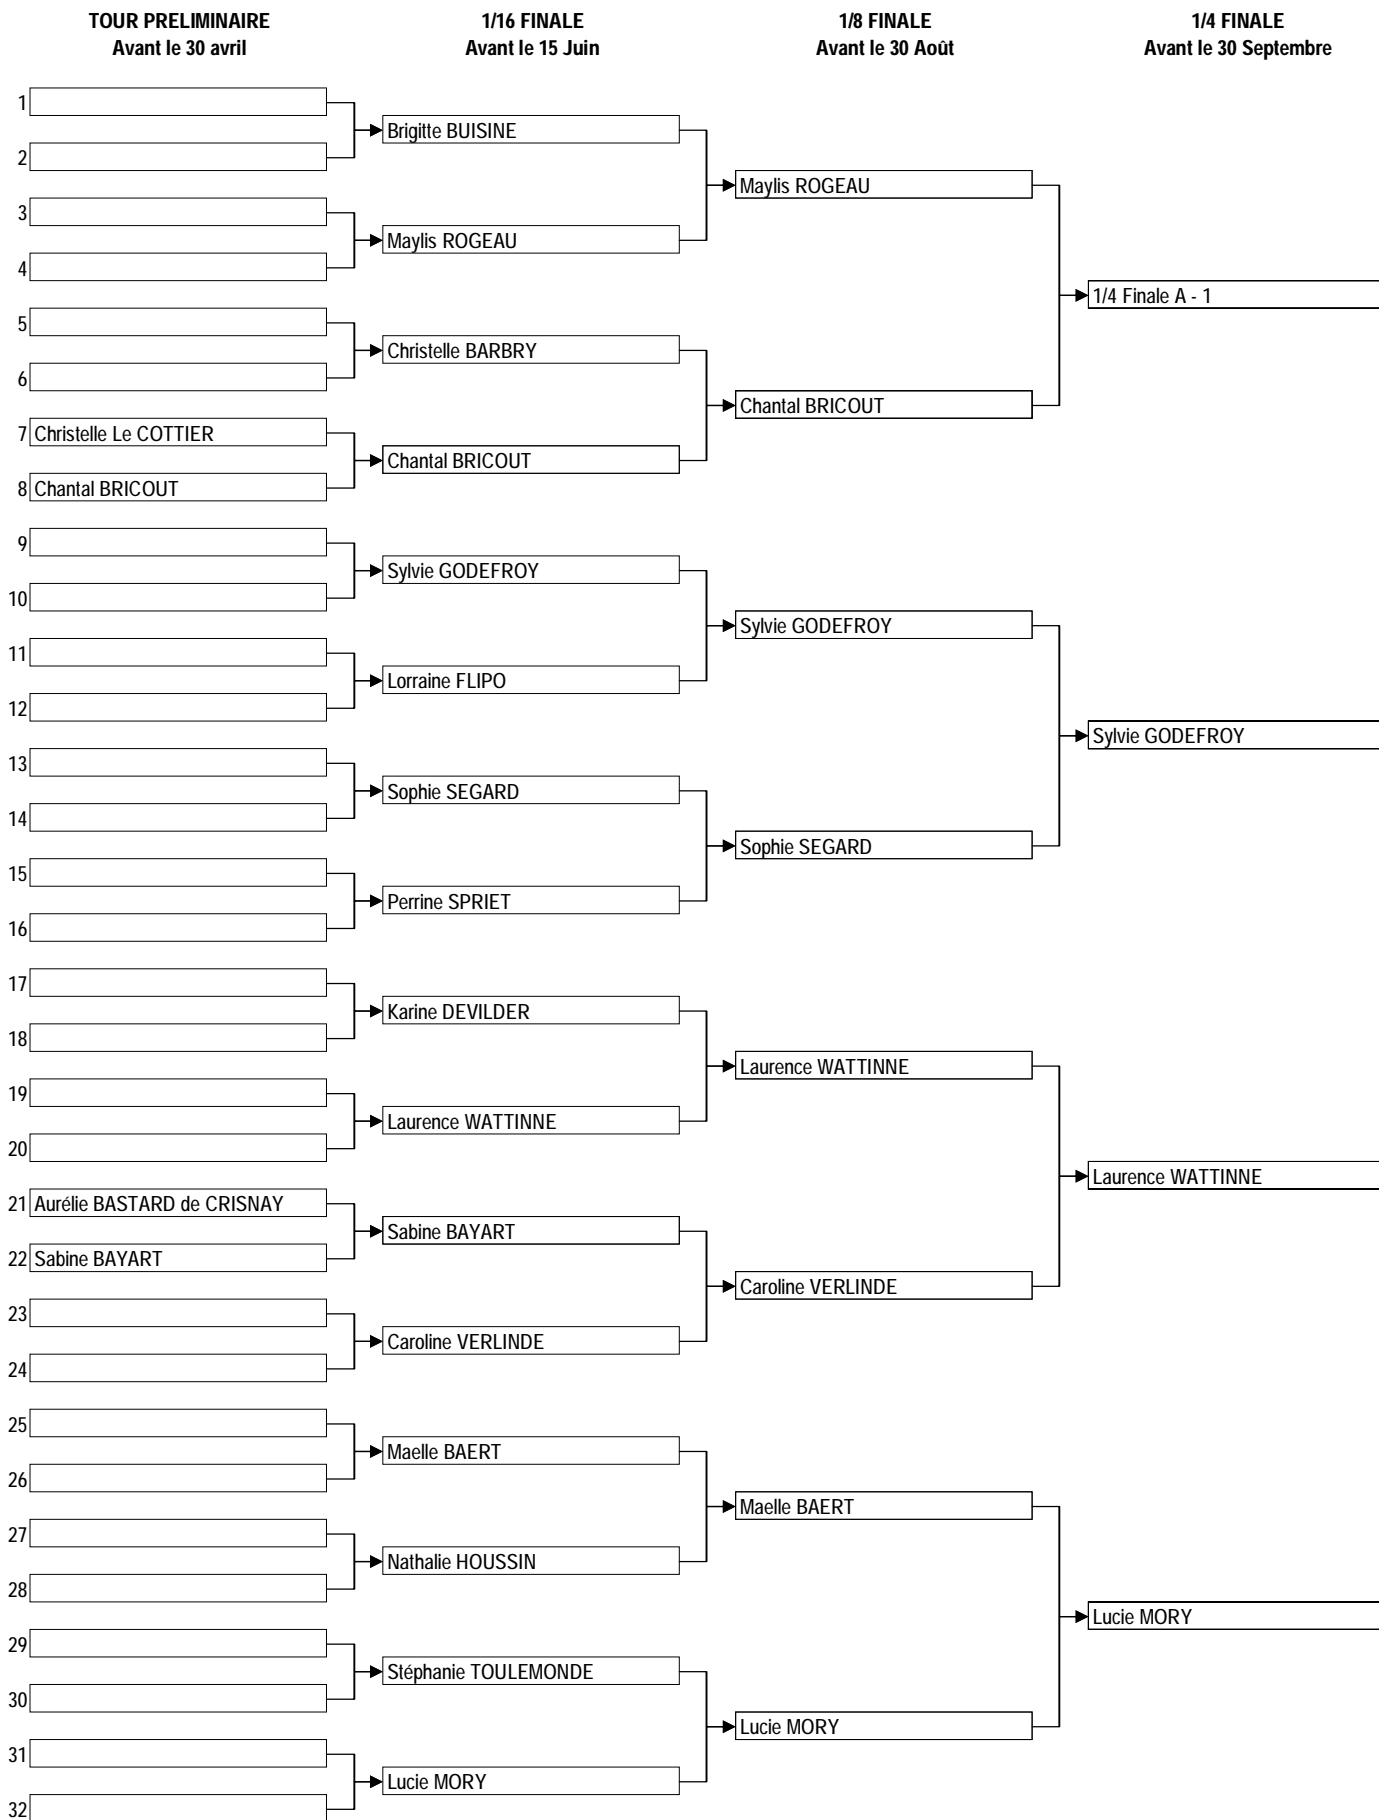 TOUR PRELIMINAIRE
Avant le 30 avril
1/16 FINALE
Avant le 15 Juin
1/8 FINALE
Avant le 30 Août
1/4 FINALE
Avant le 30 Septembre
1
Brigitte BUISINE
2
Maylis ROGEAU
3
Maylis ROGEAU
4
1/4 Finale A - 1
5
Christelle BARBRY
6
Chantal BRICOUT
7 Christelle Le COTTIER
Chantal BRICOUT
8 Chantal BRICOUT
9
Sylvie GODEFROY
10
Sylvie GODEFROY
11
Lorraine FLIPO
12
Sylvie GODEFROY
13
Sophie SEGARD
14
Sophie SEGARD
15
Perrine SPRIET
16
17
Karine DEVILDER
18
Laurence WATTINNE
19
Laurence WATTINNE
20
Laurence WATTINNE
21 Aurélie BASTARD de CRISNAY
Sabine BAYART
22 Sabine BAYART
Caroline VERLINDE
23
Caroline VERLINDE
24
25
Maelle BAERT
26
Maelle BAERT
27
Nathalie HOUSSIN
28
Lucie MORY
29
Stéphanie TOULEMONDE
30
Lucie MORY
31
Lucie MORY
32